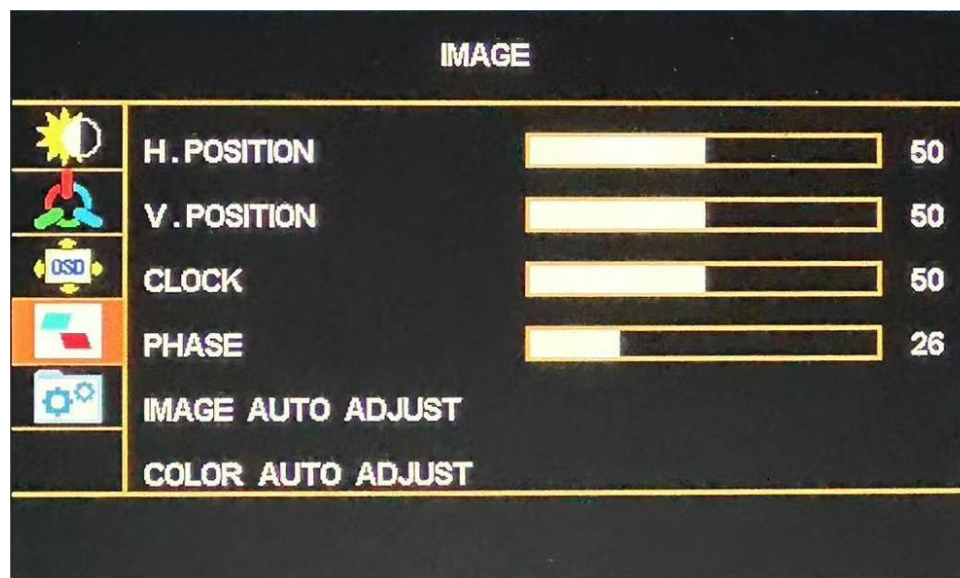 IMAGE
H.POSITION 50
V.POSITION 50
OSD
CLOCK 50
PHASE 26
IMAGE AUTO ADJUST
COLOR AUTO ADJUST